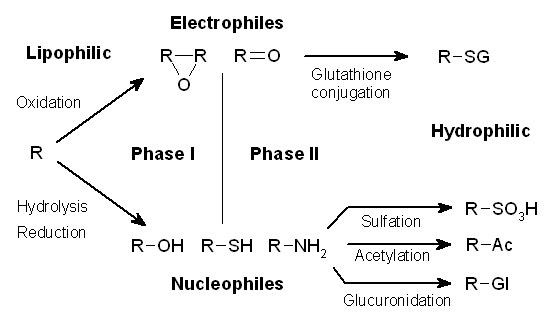 Electrophiles
Lipophilic
R-R
O
R=O
R-SG
Oxidation
Glutathione
conjugation
Hydrophilic
R
Phase I
Phase II
Hydrolysis
Reduction
R-OH
R-SH
R-NH2
Sulfation
R-SO3H
Acetylation
R-Ac
Nucleophiles
Glucuronidation
R-Gl